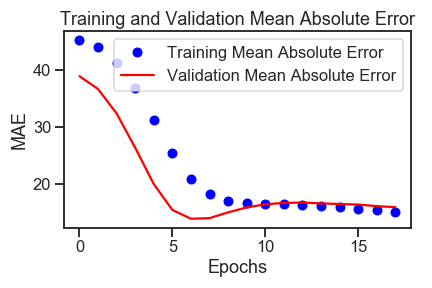 Training and Validation Mean Absolute Error
Training Mean Absolute Error
Validation Mean Absolute Error
MAE
40
30
20
0
5
10
15
Epochs